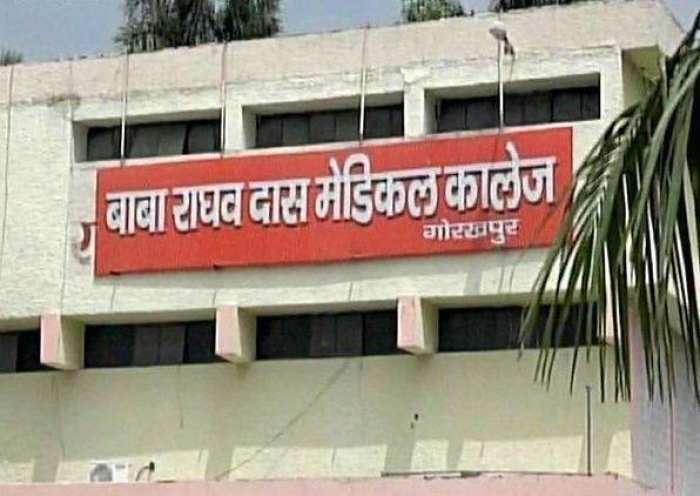 बाबा राघव दास मेडिकल कालेज
गोरखपुर